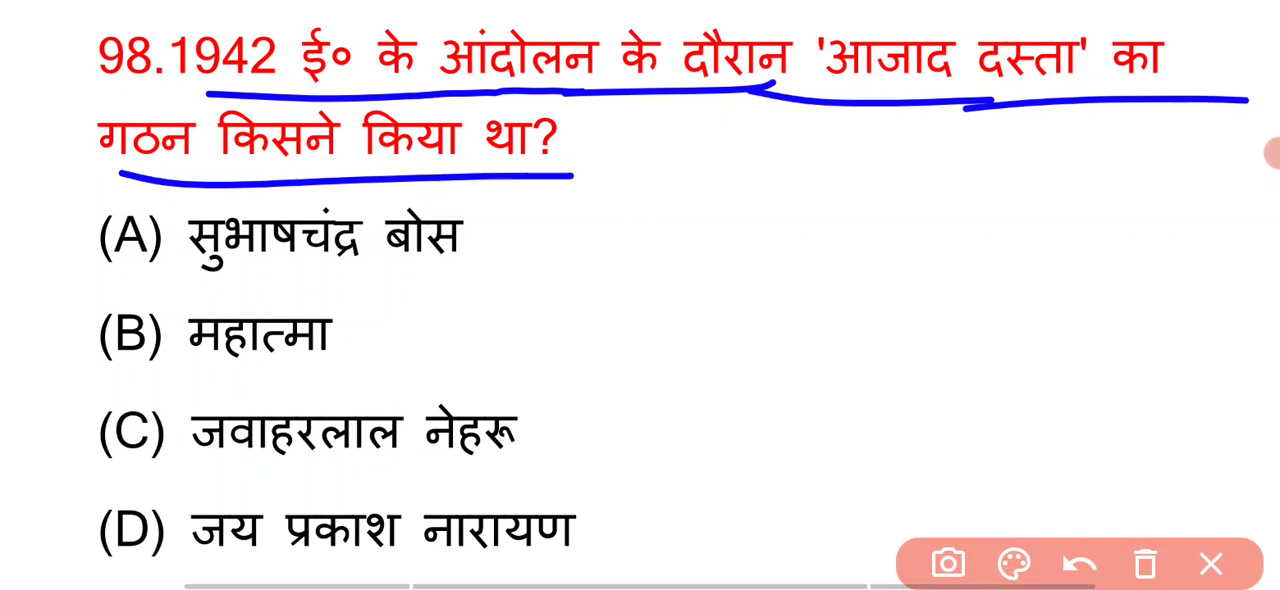 98.1942 ई० के आंदोलन के दौरान 'आजाद दस्ता' का
गठन किसने किया था?
(A) सुभाषचंद्र बोस
(B) महात्मा
(C) जवाहरलाल नेहरू
(D) जय प्रकाश नारायण